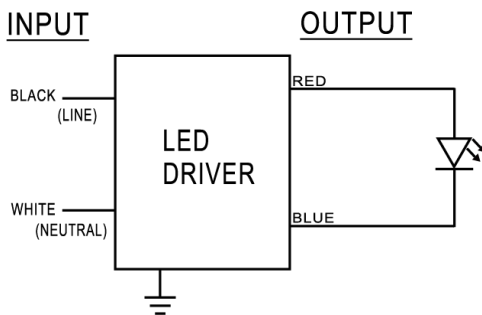 INPUT
OUTPUT
BLACK
(LINE)
RED
LED
DRIVER
WHITE
(NEUTRAL)
BLUE